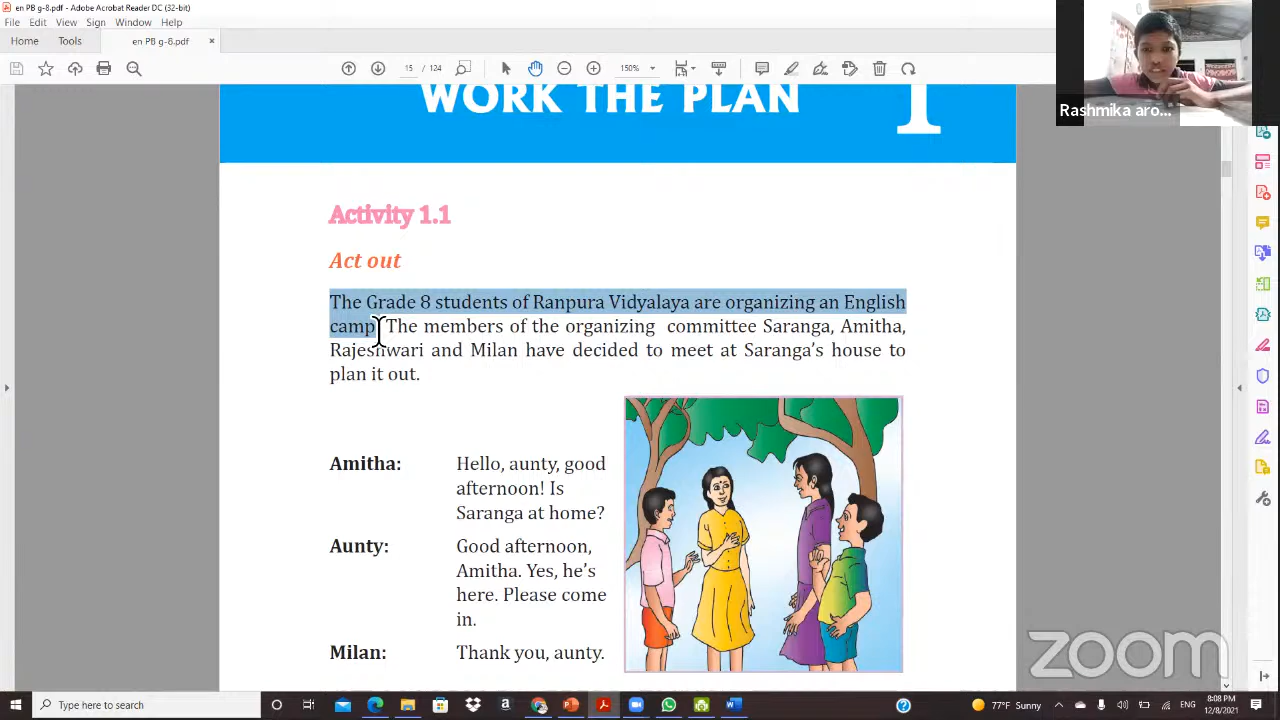 en PB g-8.pdf - Adobe Acrobat Reader DC (32-bit)
File Edit View Sign Window Help
Home Tools en PB g-8.pdf ×
15 / 124 150%
Rashmika aro...
WORK THE PLAN 1
Activity 1.1
Act out
The Grade 8 students of Ranpura Vidyalaya are organizing an English
camp. The members of the organizing committee Saranga, Amitha,
Rajeshwari and Milan have decided to meet at Saranga's house to
plan it out.
Amitha: Hello, aunty, good
afternoon! Is
Saranga at home?
Aunty: Good afternoon,
Amitha. Yes, he's
here. Please come
in.
Milan: Thank you, aunty.
zoom
Type here to search
77°F Sunny
ENG
8:08 PM
12/8/2021